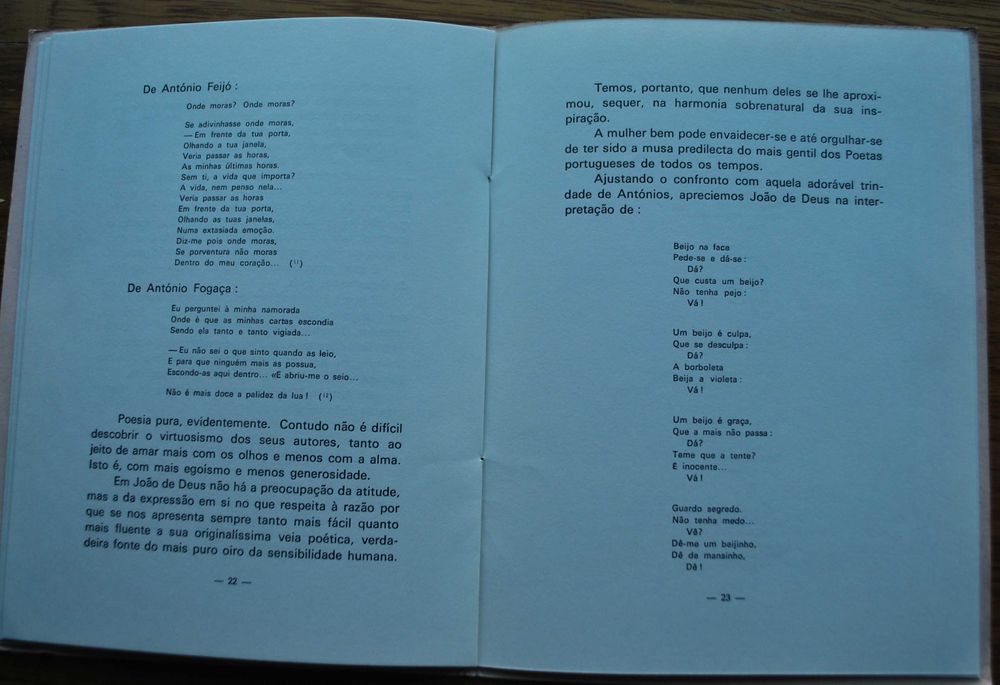 De António Feijó :
Onde moras? Onde moras?
Se adivinhasse onde moras,
— Em frente da tua porta,
Olhando a tua janela,
Veria passar as horas,
As minhas últimas horas.
Sem ti, a vida que importa?
A vida, nem penso nela...
Veria passar as horas
Em frente da tua porta,
Olhando as tuas janelas,
Numa extasiada emoção.
Diz-me pois onde moras,
Se porventura não moras
Dentro do meu coração... (11)
De António Fogaça :
Eu perguntei à minha namorada
Onde é que as minhas cartas escondia
Sendo ela tanto e tanto vigiada...
— Eu não sei o que sinto quando as leio,
E para que ninguém mais as possua,
Escondo-as aqui dentro... «E abriu-me o seio...
Não é mais doce a palidez da lua ! (12)
Poesia pura, evidentemente. Contudo não é difícil
descobrir o virtuosismo dos seus autores, tanto ao
jeito de amar mais com os olhos e menos com a alma.
Isto é, com mais egoísmo e menos generosidade.
Em João de Deus não há a preocupação da atitude,
mas a da expressão em si no que respeita à razão por
que se nos apresenta sempre tanto mais fácil quanto
mais fluente a sua originalíssima veia poética, verda-
deira fonte do mais puro oiro da sensibilidade humana.
— 22 —
Temos, portanto, que nenhum deles se lhe aproxi-
mou, sequer, na harmonia sobrenatural da sua ins-
piração.
A mulher bem pode envaidecer-se e até orgulhar-se
de ter sido a musa predilecta do mais gentil dos Poetas
portugueses de todos os tempos.
Ajustando o confronto com aquela adorável trin-
dade de Antónios, apreciemos João de Deus na inter-
pretação de :
Beijo na face
Pede-se e dá-se :
Dá?
Que custa um beijo?
Não tenha pejo :
Vá !
Um beijo é culpa,
Que se desculpa :
Dá?
A borboleta
Beija a violeta :
Vá !
Um beijo é graça,
Que a mais não passa :
Dá?
Teme que a tente?
É inocente...
Vá !
Guardo segredo.
Não tenha medo...
Vê?
Dê-me um beijinho,
Dê de mansinho,
Dê !
— 23 —